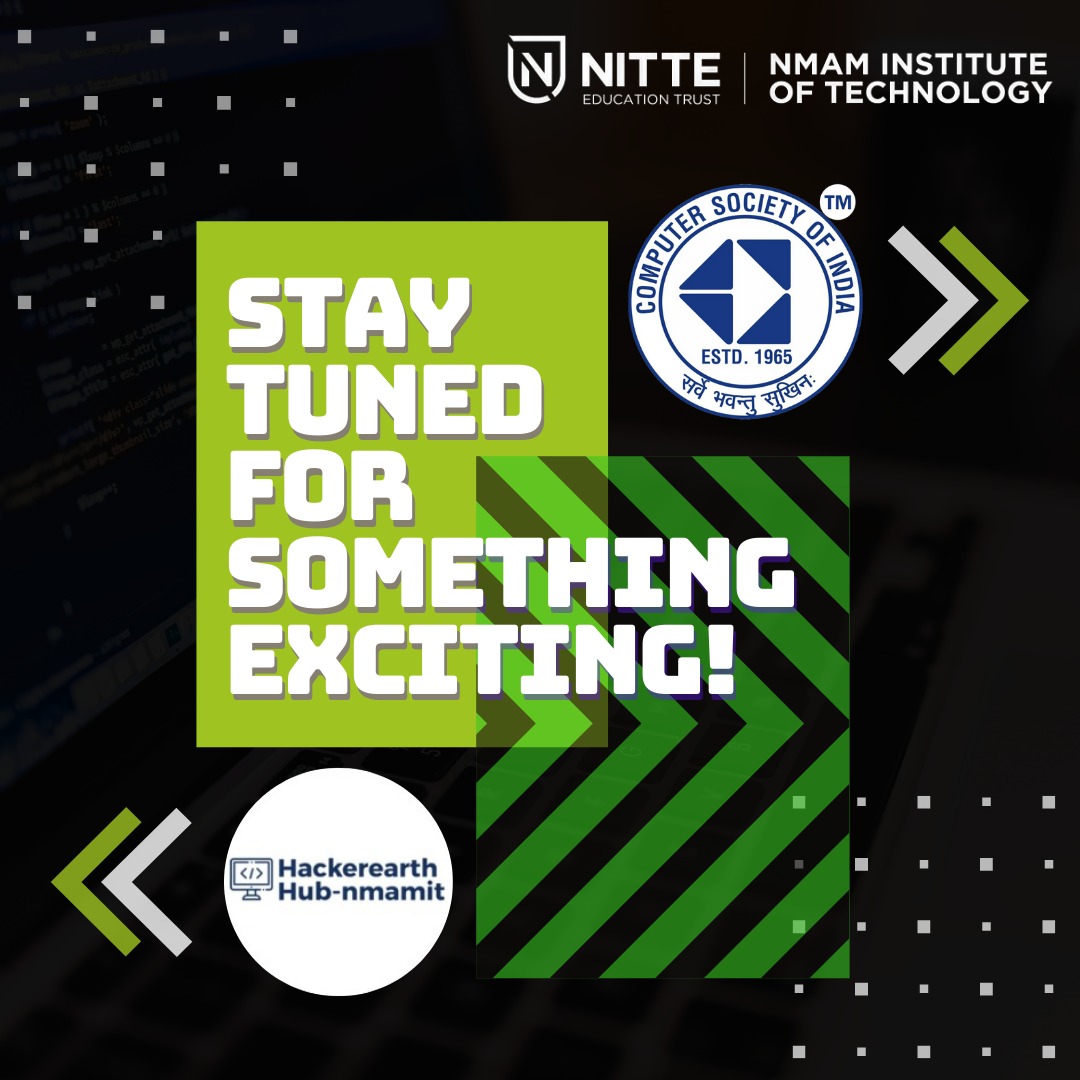 N NITTE
EDUCATION TRUST
NMAM INSTITUTE
OF TECHNOLOGY
COMPUTER SOCIETY OF INDIA
TM
ESTD. 1965
सर्वे भवन्तु सुखिनः
STAY
TUNED
FOR
SOMETHING
EXCITING!
</> Hackerearth
Hub-nmamit